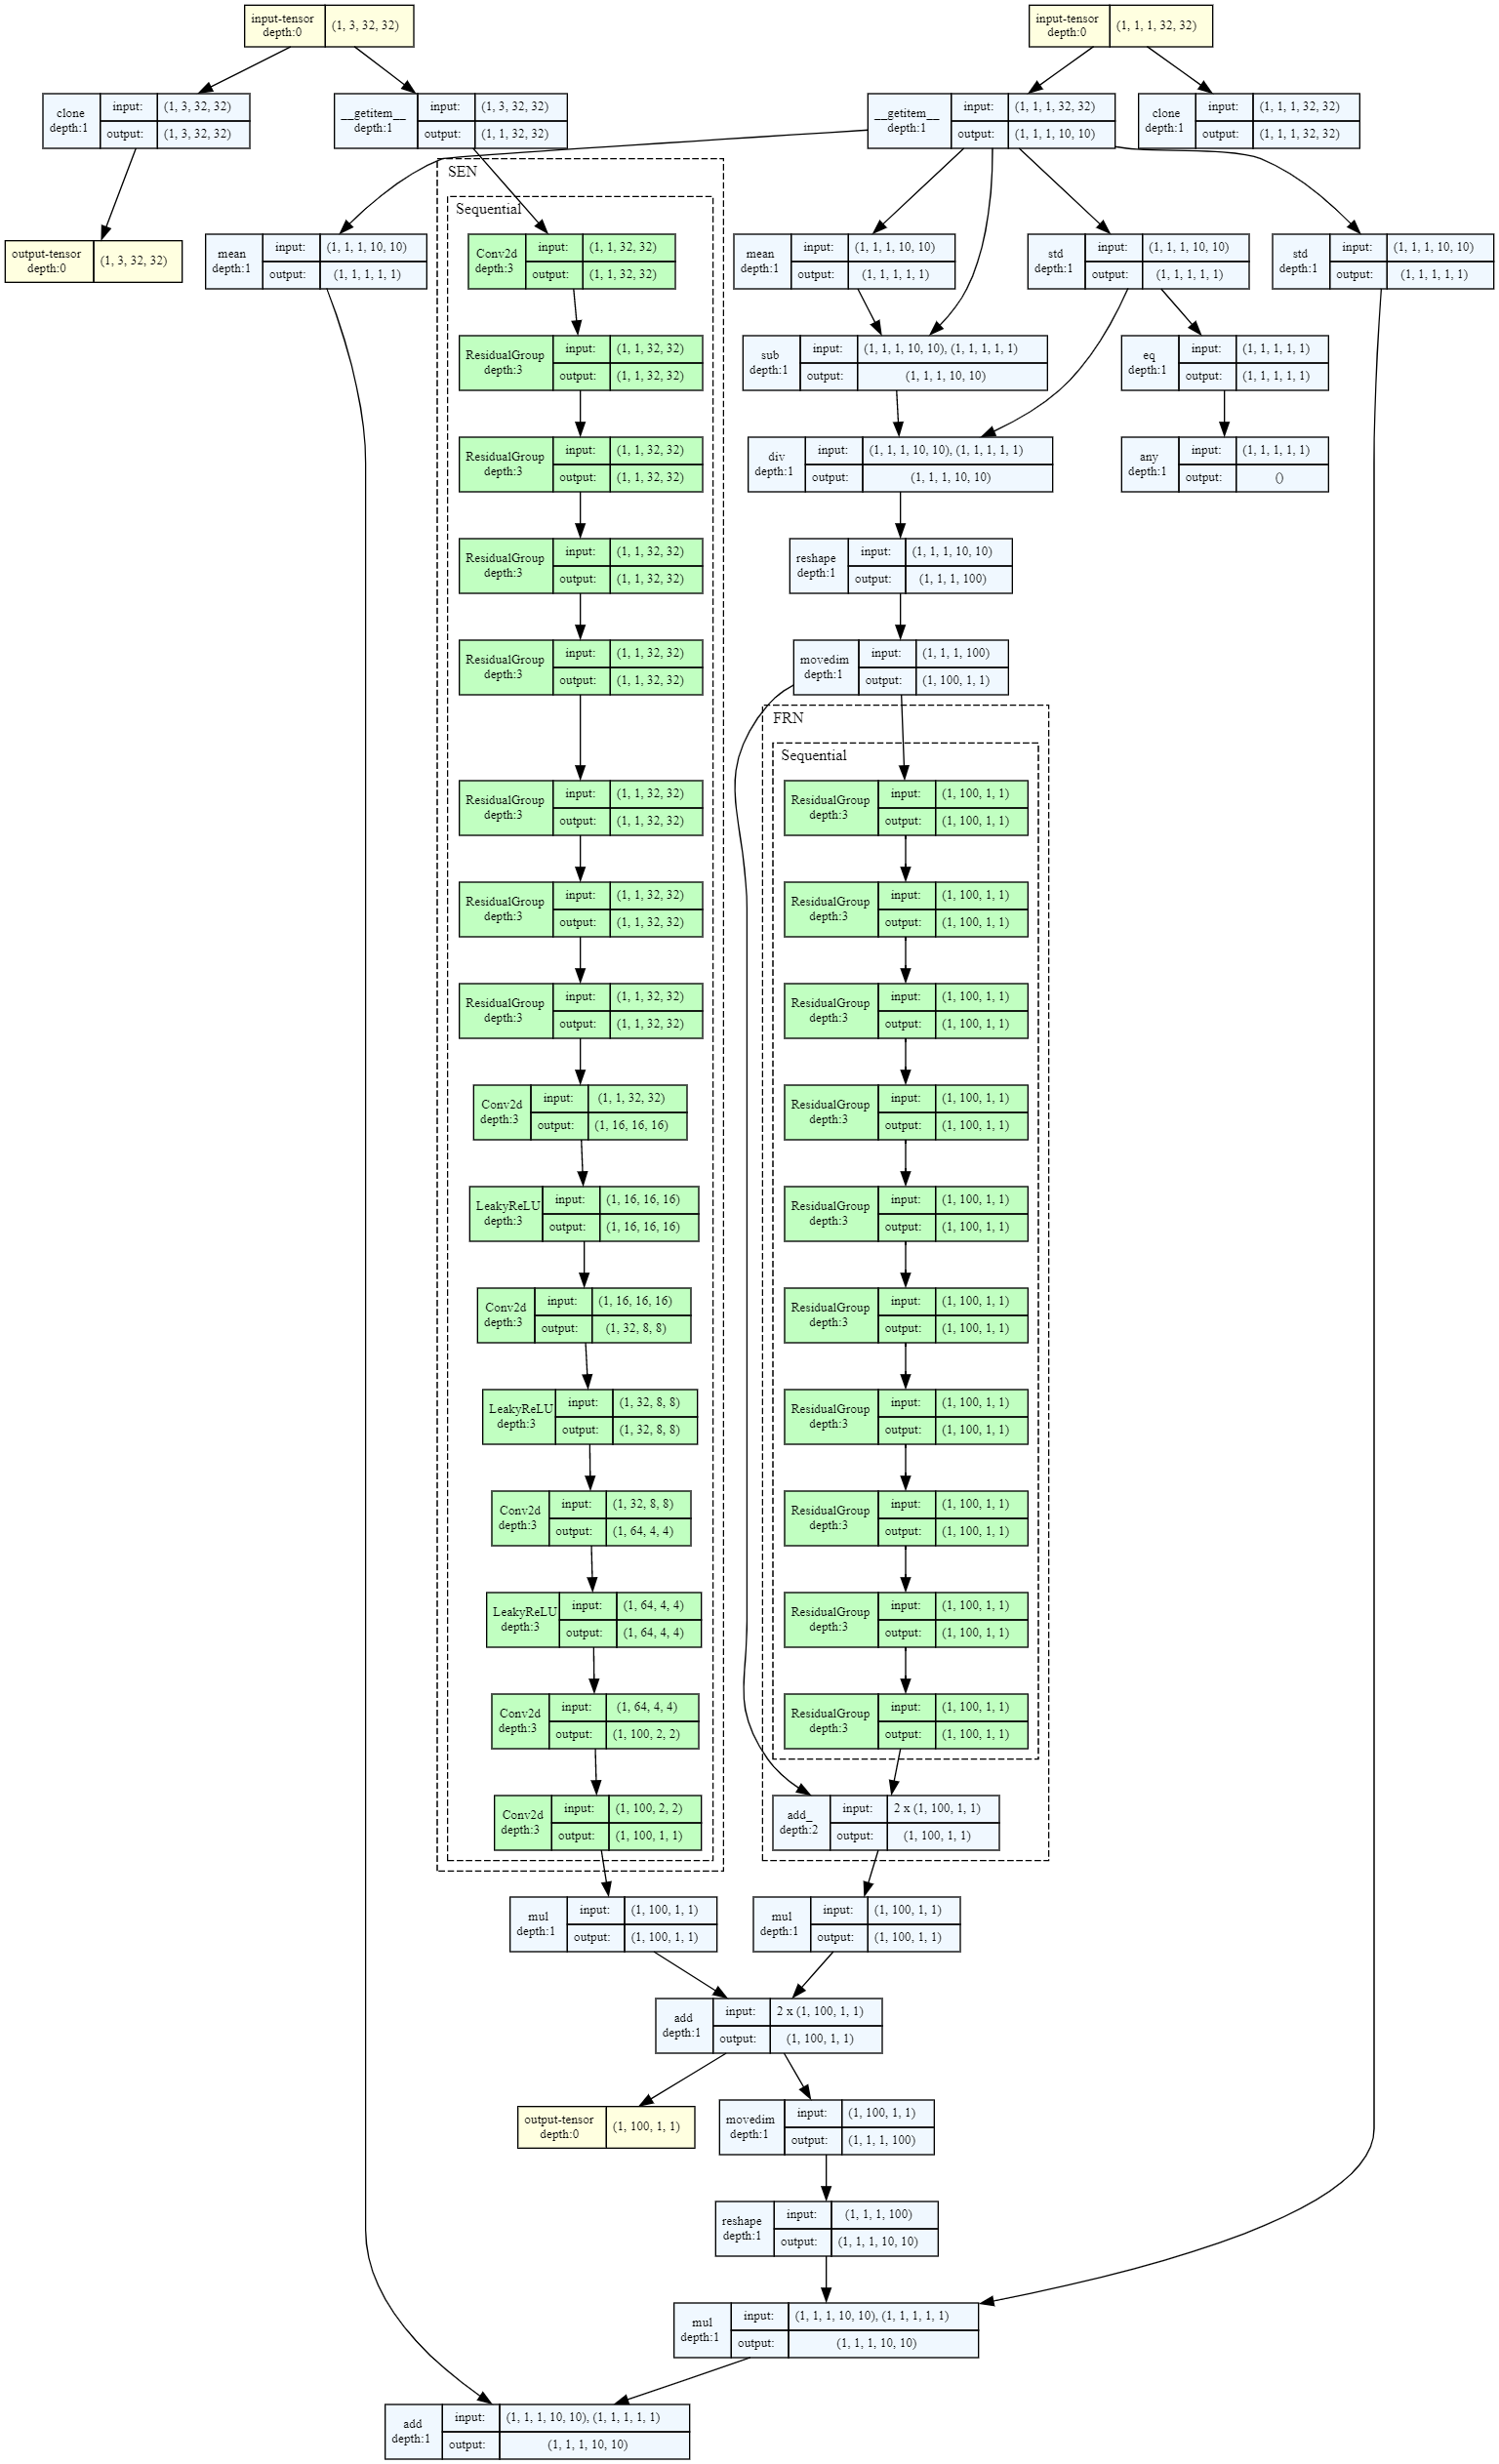 input-tensor
depth:0
(1, 3, 32, 32)
input-tensor
depth:0
(1, 1, 1, 32, 32)
clone
depth:1
input:
(1, 3, 32, 32)
output:
(1, 3, 32, 32)
__getitem__
depth:1
input:
(1, 3, 32, 32)
output:
(1, 1, 32, 32)
__getitem__
depth:1
input:
(1, 1, 1, 32, 32)
output:
(1, 1, 1, 10, 10)
clone
depth:1
input:
(1, 1, 1, 32, 32)
output:
(1, 1, 1, 32, 32)
output-tensor
depth:0
(1, 3, 32, 32)
mean
depth:1
input:
(1, 1, 1, 10, 10)
output:
(1, 1, 1, 1, 1)
SEN
Sequential
Conv2d
depth:3
input:
(1, 1, 32, 32)
output:
(1, 1, 32, 32)
ResidualGroup
depth:3
input:
(1, 1, 32, 32)
output:
(1, 1, 32, 32)
ResidualGroup
depth:3
input:
(1, 1, 32, 32)
output:
(1, 1, 32, 32)
ResidualGroup
depth:3
input:
(1, 1, 32, 32)
output:
(1, 1, 32, 32)
ResidualGroup
depth:3
input:
(1, 1, 32, 32)
output:
(1, 1, 32, 32)
ResidualGroup
depth:3
input:
(1, 1, 32, 32)
output:
(1, 1, 32, 32)
ResidualGroup
depth:3
input:
(1, 1, 32, 32)
output:
(1, 1, 32, 32)
ResidualGroup
depth:3
input:
(1, 1, 32, 32)
output:
(1, 1, 32, 32)
Conv2d
depth:3
input:
(1, 1, 32, 32)
output:
(1, 16, 16, 16)
LeakyReLU
depth:3
input:
(1, 16, 16, 16)
output:
(1, 16, 16, 16)
Conv2d
depth:3
input:
(1, 16, 16, 16)
output:
(1, 32, 8, 8)
LeakyReLU
depth:3
input:
(1, 32, 8, 8)
output:
(1, 32, 8, 8)
Conv2d
depth:3
input:
(1, 32, 8, 8)
output:
(1, 64, 4, 4)
LeakyReLU
depth:3
input:
(1, 64, 4, 4)
output:
(1, 64, 4, 4)
Conv2d
depth:3
input:
(1, 64, 4, 4)
output:
(1, 100, 2, 2)
Conv2d
depth:3
input:
(1, 100, 2, 2)
output:
(1, 100, 1, 1)
mean
depth:1
input:
(1, 1, 1, 10, 10)
output:
(1, 1, 1, 1, 1)
std
depth:1
input:
(1, 1, 1, 10, 10)
output:
(1, 1, 1, 1, 1)
std
depth:1
input:
(1, 1, 1, 10, 10)
output:
(1, 1, 1, 1, 1)
sub
depth:1
input:
(1, 1, 1, 10, 10), (1, 1, 1, 1, 1)
output:
(1, 1, 1, 10, 10)
eq
depth:1
input:
(1, 1, 1, 1, 1)
output:
(1, 1, 1, 1, 1)
div
depth:1
input:
(1, 1, 1, 10, 10), (1, 1, 1, 1, 1)
output:
(1, 1, 1, 10, 10)
any
depth:1
input:
(1, 1, 1, 1, 1)
output:
()
reshape
depth:1
input:
(1, 1, 1, 10, 10)
output:
(1, 1, 1, 100)
movedim
depth:1
input:
(1, 1, 1, 100)
output:
(1, 100, 1, 1)
FRN
Sequential
ResidualGroup
depth:3
input:
(1, 100, 1, 1)
output:
(1, 100, 1, 1)
ResidualGroup
depth:3
input:
(1, 100, 1, 1)
output:
(1, 100, 1, 1)
ResidualGroup
depth:3
input:
(1, 100, 1, 1)
output:
(1, 100, 1, 1)
ResidualGroup
depth:3
input:
(1, 100, 1, 1)
output:
(1, 100, 1, 1)
ResidualGroup
depth:3
input:
(1, 100, 1, 1)
output:
(1, 100, 1, 1)
ResidualGroup
depth:3
input:
(1, 100, 1, 1)
output:
(1, 100, 1, 1)
ResidualGroup
depth:3
input:
(1, 100, 1, 1)
output:
(1, 100, 1, 1)
ResidualGroup
depth:3
input:
(1, 100, 1, 1)
output:
(1, 100, 1, 1)
ResidualGroup
depth:3
input:
(1, 100, 1, 1)
output:
(1, 100, 1, 1)
ResidualGroup
depth:3
input:
(1, 100, 1, 1)
output:
(1, 100, 1, 1)
add_
depth:2
input:
2 x (1, 100, 1, 1)
output:
(1, 100, 1, 1)
mul
depth:1
input:
(1, 100, 1, 1)
output:
(1, 100, 1, 1)
mul
depth:1
input:
(1, 100, 1, 1)
output:
(1, 100, 1, 1)
add
depth:1
input:
2 x (1, 100, 1, 1)
output:
(1, 100, 1, 1)
output-tensor
depth:0
(1, 100, 1, 1)
movedim
depth:1
input:
(1, 100, 1, 1)
output:
(1, 1, 1, 100)
reshape
depth:1
input:
(1, 1, 1, 100)
output:
(1, 1, 1, 10, 10)
mul
depth:1
input:
(1, 1, 1, 10, 10), (1, 1, 1, 1, 1)
output:
(1, 1, 1, 10, 10)
add
depth:1
input:
(1, 1, 1, 10, 10), (1, 1, 1, 1, 1)
output:
(1, 1, 1, 10, 10)